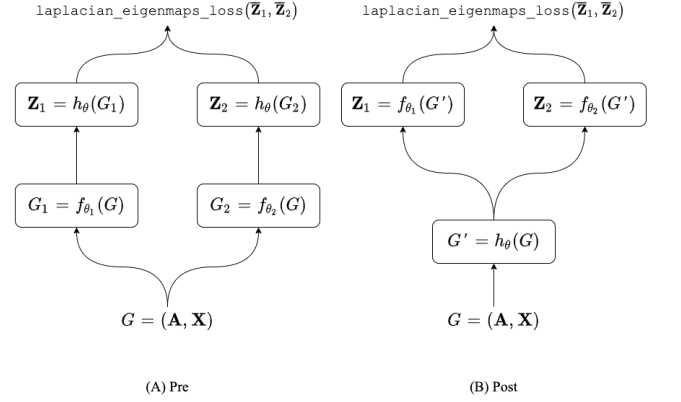 laplacian_eigenmaps_loss(Z̅₁, Z̅₂)
Z₁ = h_θ(G₁)
Z₂ = h_θ(G₂)
G₁ = f_θ₁(G)
G₂ = f_θ₂(G)
G = (A, X)
(A) Pre
laplacian_eigenmaps_loss(Z̅₁, Z̅₂)
Z₁ = f_θ₁(G')
Z₂ = f_θ₂(G')
G' = h_θ(G)
G = (A, X)
(B) Post